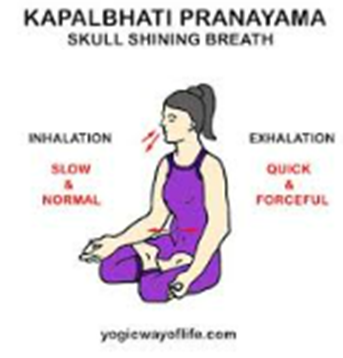 KAPALBHATI PRANAYAMA
SKULL SHINING BREATH
INHALATION
SLOW
&
NORMAL
EXHALATION
QUICK
&
FORCEFUL
yogicwayoflife.com